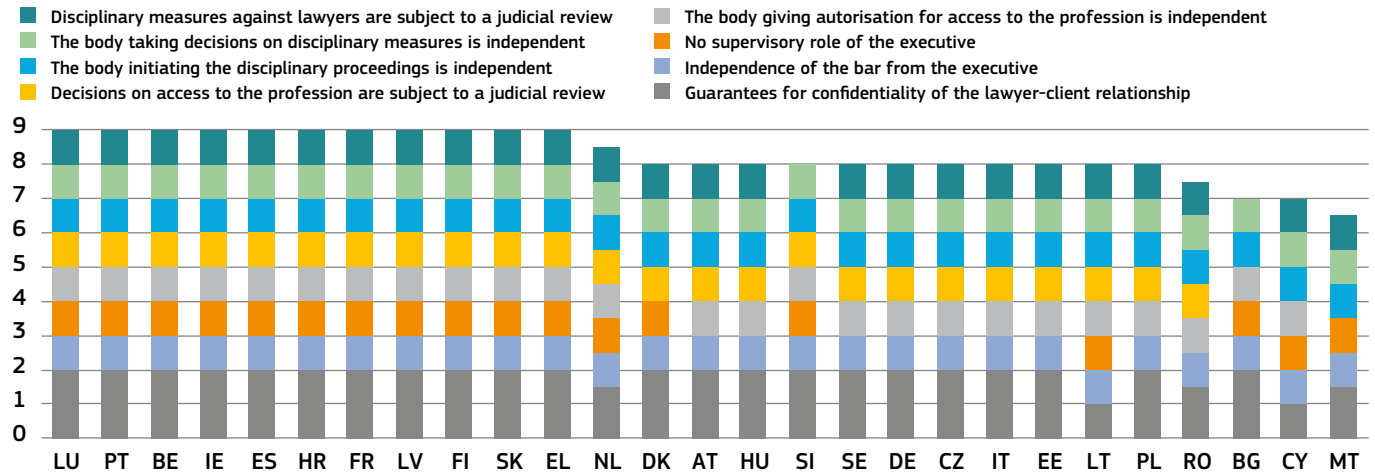 Disciplinary measures against lawyers are subject to a judicial review
The body taking decisions on disciplinary measures is independent
The body initiating the disciplinary proceedings is independent
Decisions on access to the profession are subject to a judicial review
The body giving autorisation for access to the profession is independent
No supervisory role of the executive
Independence of the bar from the executive
Guarantees for confidentiality of the lawyer-client relationship
9
8
7
6
5
4
3
2
1
0
LU PT BE IE ES HR FR LV FI SK EL NL DK AT HU SI SE DE CZ IT EE LT PL RO BG CY MT